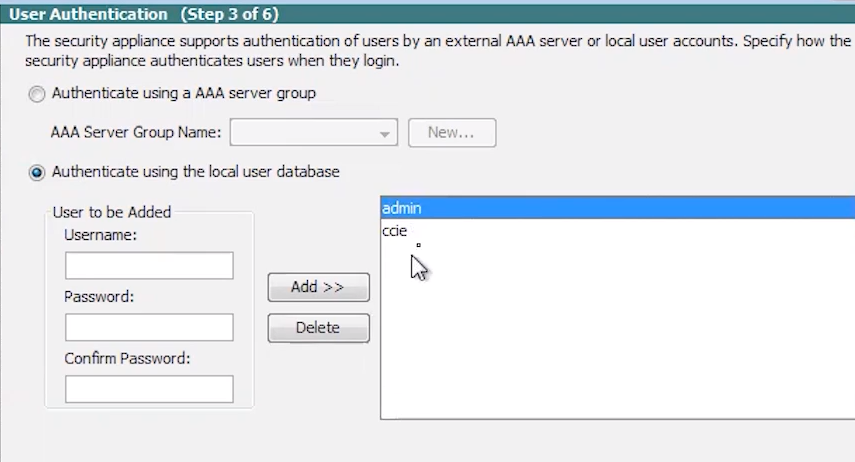 User Authentication (Step 3 of 6)
The security appliance supports authentication of users by an external AAA server or local user accounts. Specify how the
security appliance authenticates users when they login.
Authenticate using a AAA server group
AAA Server Group Name:
New...
Authenticate using the local user database
User to be Added
Username:
Password:
Confirm Password:
Add >>
Delete
admin
ccie